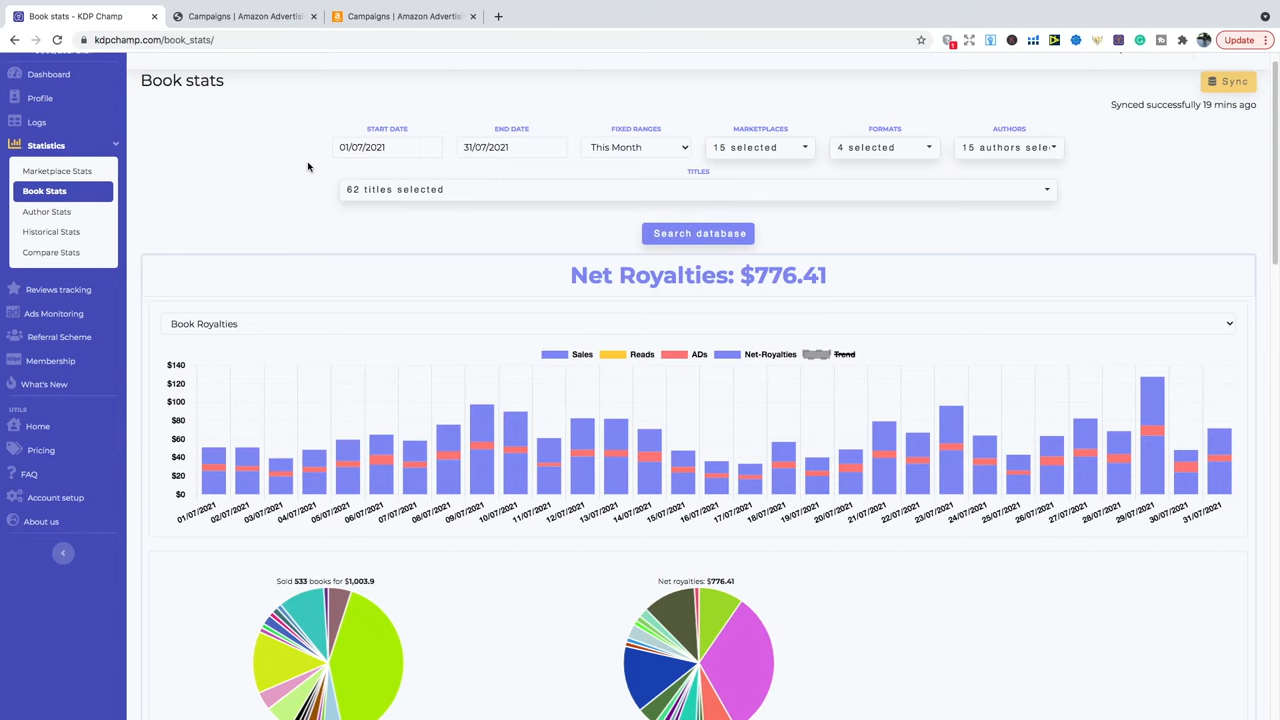 Book stats - KDP Champ
Campaigns | Amazon Advertisi
Campaigns | Amazon Advertisi
kdpchamp.com/book_stats/
1
Update
Dashboard
Profile
Logs
Statistics
Marketplace Stats
Book Stats
Author Stats
Historical Stats
Compare Stats
Reviews tracking
Ads Monitoring
Referral Scheme
Membership
What's New
UTILS
Home
Pricing
FAQ
Account setup
About us
Book stats
Sync
Synced successfully 19 mins ago
START DATE END DATE FIXED RANGES MARKETPLACES FORMATS AUTHORS
01/07/2021 31/07/2021 This Month 15 selected 4 selected 15 authors sele
TITLES
62 titles selected
Search database
Net Royalties: $776.41
Book Royalties
Sales Reads ADs Net-Royalties Trend
$140
$120
$100
$80
$60
$40
$20
$0
01/07/2021 02/07/2021 03/07/2021 04/07/2021 05/07/2021 06/07/2021 07/07/2021 08/07/2021 09/07/2021 10/07/2021 11/07/2021 12/07/2021 13/07/2021 14/07/2021 15/07/2021 16/07/2021 17/07/2021 18/07/2021 19/07/2021 20/07/2021 21/07/2021 22/07/2021 23/07/2021 24/07/2021 25/07/2021 26/07/2021 27/07/2021 28/07/2021 29/07/2021 30/07/2021 31/07/2021
Sold 533 books for $1,003.9
Net royalties: $776.41